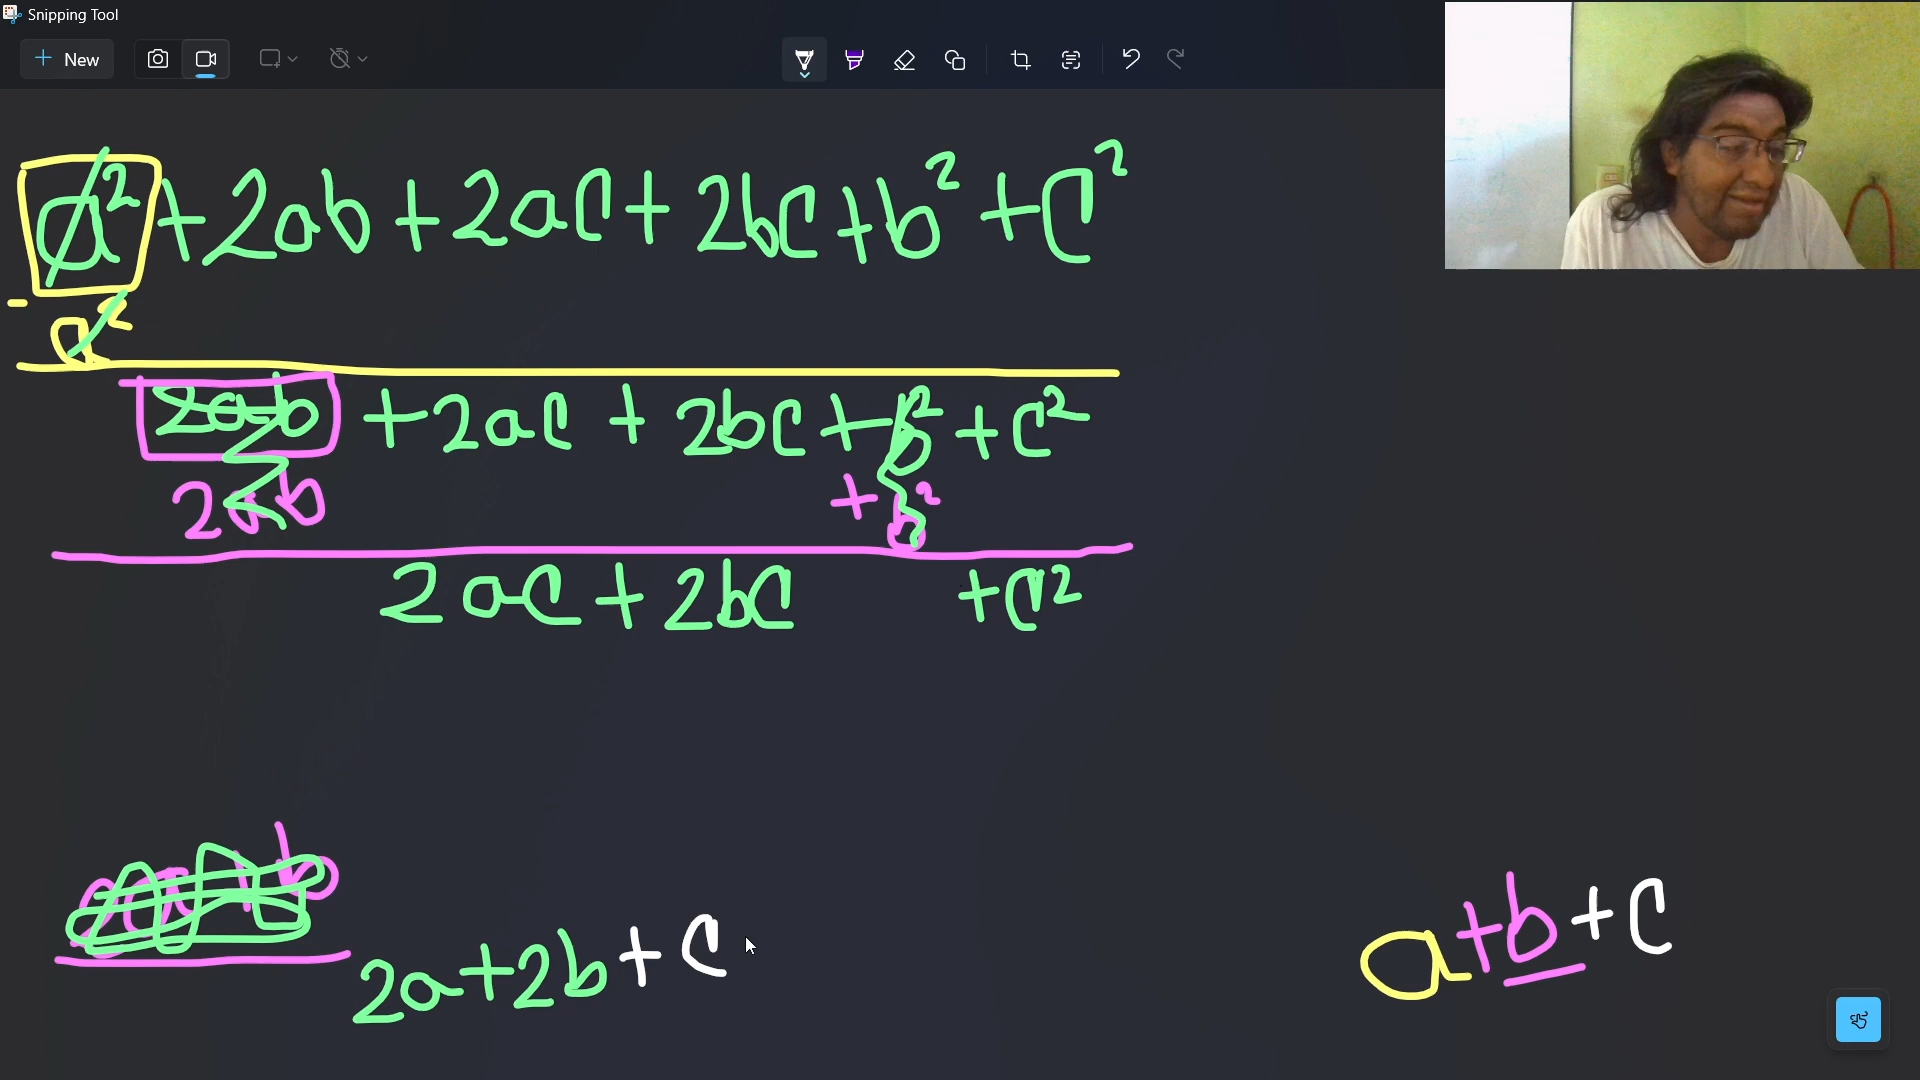 Snipping Tool
New
a² + 2ab + 2ac + 2bc + b² + c²
- a²
2ab + 2ac + 2bc + b² + c²
2ab + b²
2ac + 2bc + c²
2a + 2b + c
a + b + c